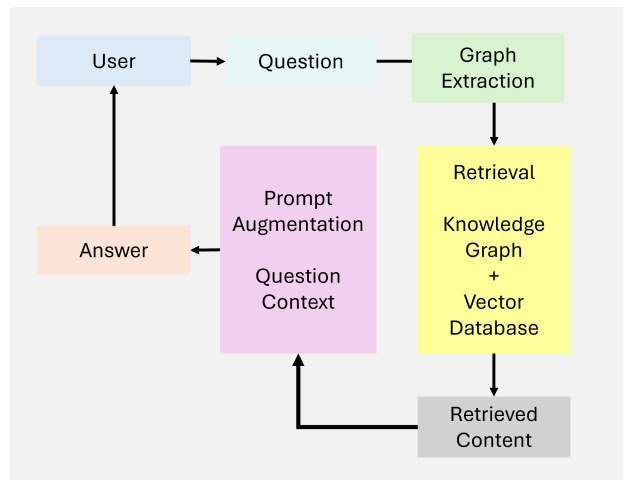 User
Question
Graph
Extraction
Retrieval
Knowledge
Graph
+
Vector
Database
Prompt
Augmentation
Question
Context
Answer
Retrieved
Content